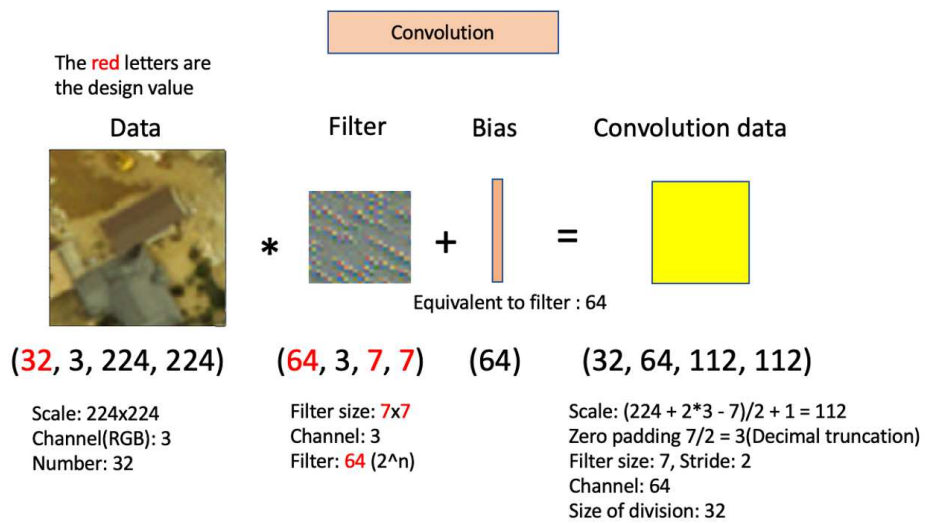 Convolution
The red letters are
the design value
Data
Filter
Bias
Convolution data
*
+
=
Equivalent to filter : 64
(32, 3, 224, 224)
(64, 3, 7, 7)
(64)
(32, 64, 112, 112)
Scale: 224x224
Channel(RGB): 3
Number: 32
Filter size: 7x7
Channel: 3
Filter: 64 (2^n)
Scale: (224 + 2*3 - 7)/2 + 1 = 112
Zero padding 7/2 = 3(Decimal truncation)
Filter size: 7, Stride: 2
Channel: 64
Size of division: 32